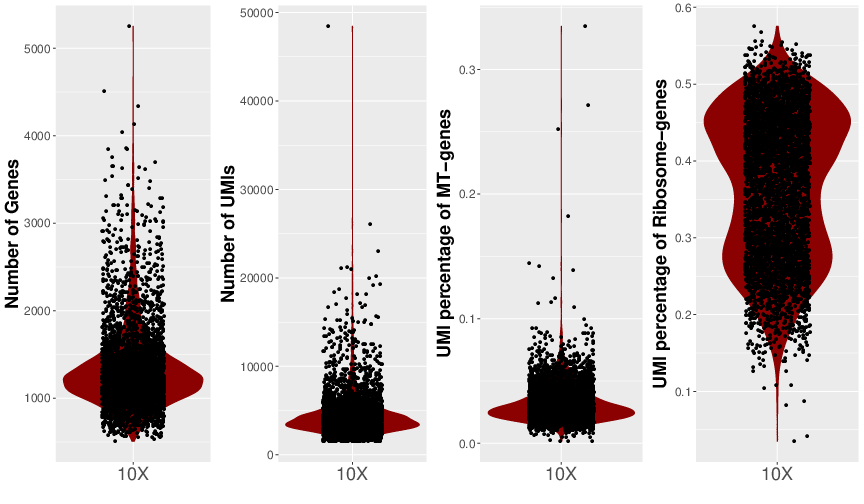 Number of Genes
5000
4000
3000
2000
1000
10X
Number of UMIs
50000
40000
30000
20000
10000
0
10X
UMI percentage of MT−genes
0.3
0.2
0.1
0.0
10X
UMI percentage of Ribosome−genes
0.6
0.5
0.4
0.3
0.2
0.1
10X